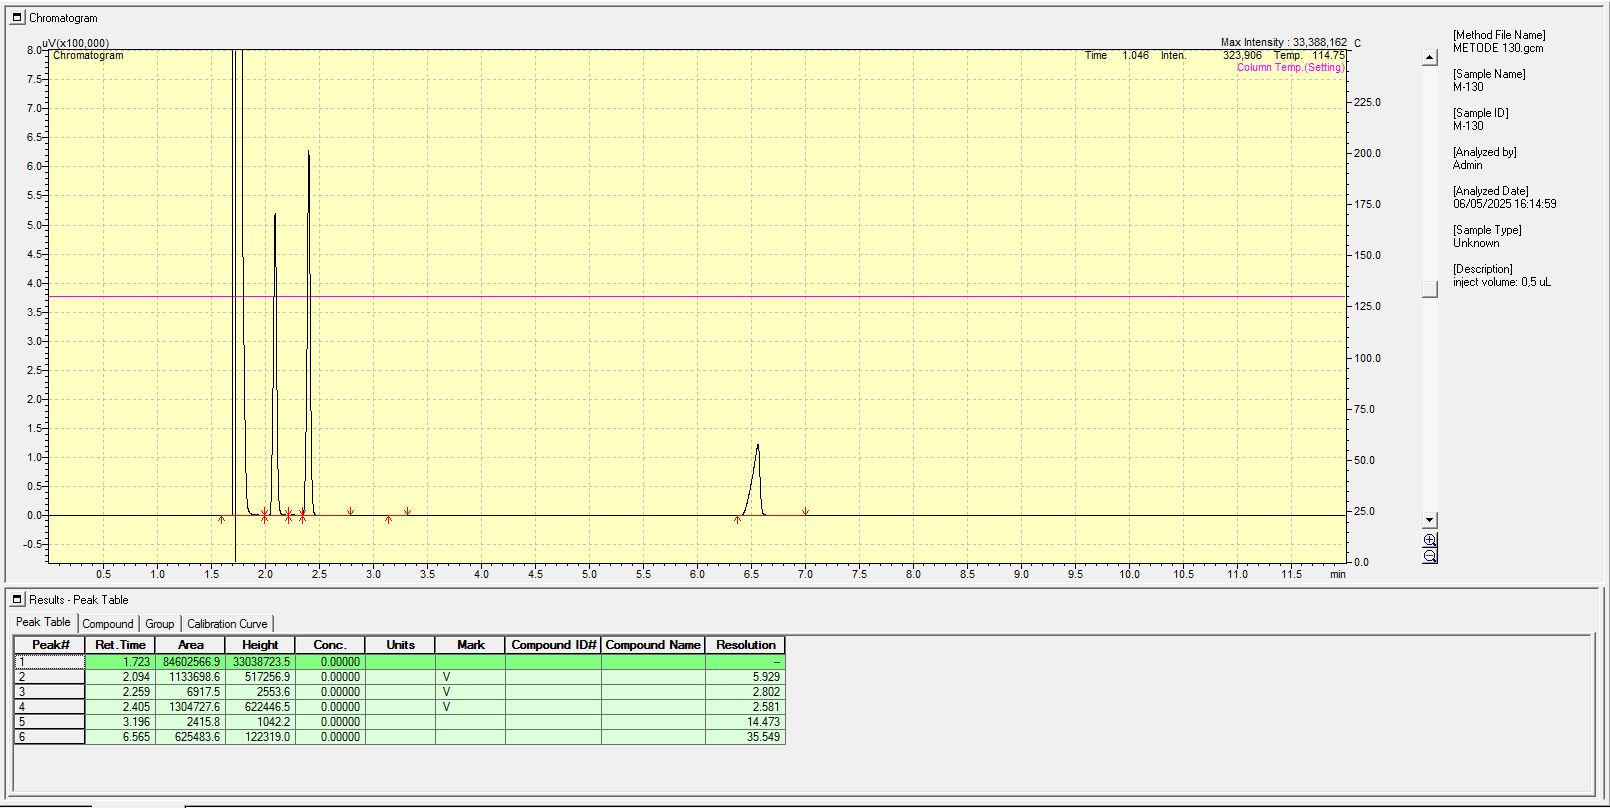 Chromatogram
uV(x100,000)
Max Intensity : 33,388,162 C
Chromatogram
Time 1.046 Inten. 323,906 Temp. 114.75
Column Temp.(Setting)
8.0
7.5
7.0
6.5
6.0
5.5
5.0
4.5
4.0
3.5
3.0
2.5
2.0
1.5
1.0
0.5
0.0
-0.5
225.0
200.0
175.0
150.0
125.0
100.0
75.0
50.0
25.0
0.0
0.5 1.0 1.5 2.0 2.5 3.0 3.5 4.0 4.5 5.0 5.5 6.0 6.5 7.0 7.5 8.0 8.5 9.0 9.5 10.0 10.5 11.0 11.5 min
[Method File Name]
METODE 130.gcm
[Sample Name]
M-130
[Sample ID]
M-130
[Analyzed by]
Admin
[Analyzed Date]
06/05/2025 16:14:59
[Sample Type]
Unknown
[Description]
inject volume: 0,5 uL
Results - Peak Table
Peak Table Compound Group Calibration Curve
Peak# Ret.Time Area Height Conc. Units Mark Compound ID# Compound Name Resolution
1 1.723 84602566.9 33038723.5 0.00000 --
2 2.094 1133698.6 517256.9 0.00000 V 5.929
3 2.259 6917.5 2553.6 0.00000 V 2.802
4 2.405 1304727.6 622446.5 0.00000 V 2.581
5 3.196 2415.8 1042.2 0.00000 14.473
6 6.565 625483.6 122319.0 0.00000 35.549